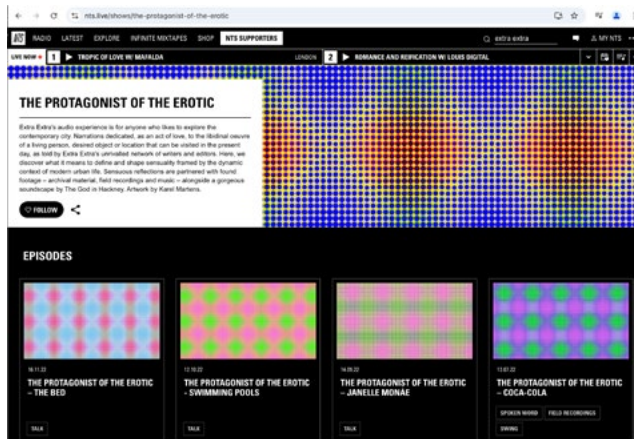 nts.live/shows/the-protagonist-of-the-erotic
NTS RADIO LATEST EXPLORE INFINITE MIXTAPES SHOP NTS SUPPORTERS extra extra MY NTS
LIVE NOW 1 TROPIC OF LOVE W/ MAFALDA LONDON 2 ROMANCE AND REIFICATION W/ LOUIS DIGITAL
THE PROTAGONIST OF THE EROTIC
Extra Extra's audio experience is for anyone who likes to explore the
contemporary city. Narrations dedicated, as an act of love, to the libidinal oeuvre
of a living person, desired object or location that can be visited in the present
day, as told by Extra Extra's unrivalled network of writers and editors. Here, we
discover what it means to define and shape sensuality framed by the dynamic
context of modern urban life. Sensuous reflections are partnered with found
footage – archival material, field recordings and music – alongside a gorgeous
soundscape by The God in Hackney. Artwork by Karel Martens.
FOLLOW
EPISODES
16.11.22
THE PROTAGONIST OF THE EROTIC
– THE BED
TALK
12.10.22
THE PROTAGONIST OF THE EROTIC
- SWIMMING POOLS
TALK
14.09.22
THE PROTAGONIST OF THE EROTIC
– JANELLE MONÁE
TALK
13.07.22
THE PROTAGONIST OF THE EROTIC
– COCA-COLA
SPOKEN WORD FIELD RECORDINGS
SWING